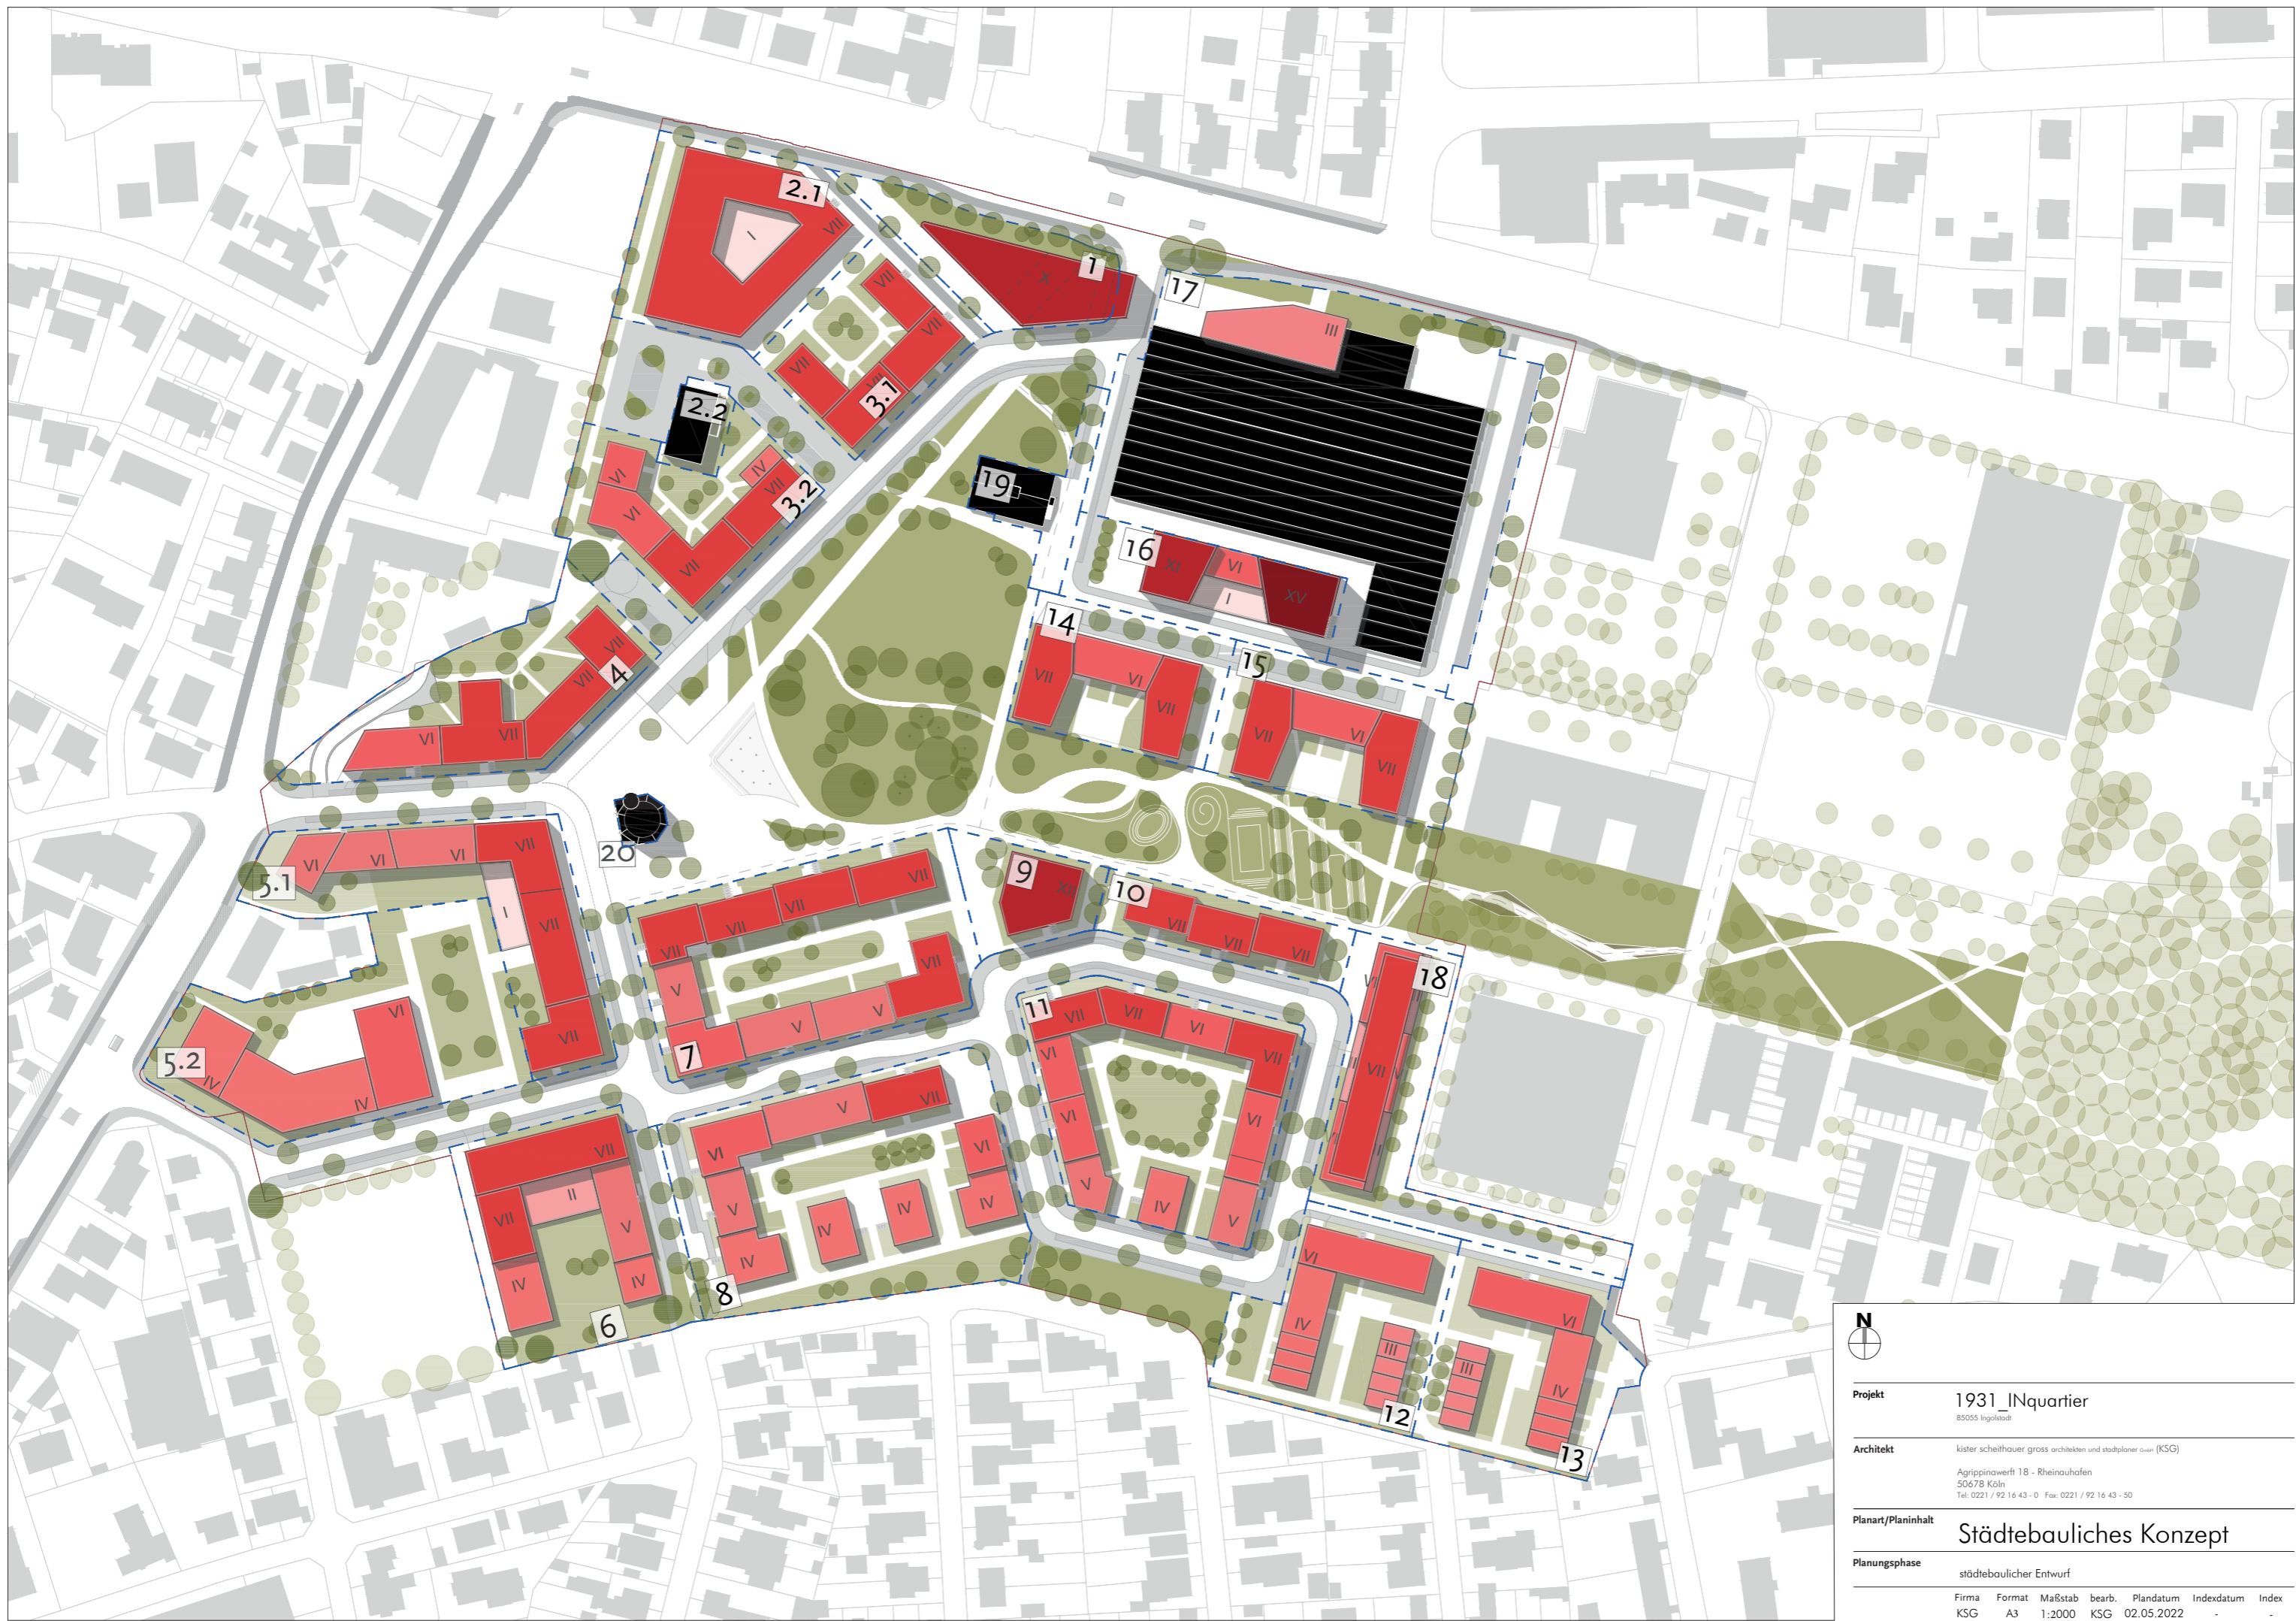 2.1
I
VII
1
X
17
III
VII
VII
VII
VII
3.1
2.2
19
VI
IV
VII
3.2
VI
VII
16
XI
VI
I
XV
14
VII
VI
VII
15
VII
VI
VII
VII
VII
4
VI
VII
20
5.1
VI
VI
VI
VII
I
VII
VII
9
XII
10
VII
VII
VII
VII
VII
VII
VII
VII
V
V
V
7
18
VII
11
VII
VII
VI
VII
VI
VI
VI
V
IV
V
5.2
IV
VI
IV
VII
VII
II
V
IV
IV
6
VI
V
VII
V
IV
IV
IV
VI
IV
8
VI
IV
III
12
III
VI
IV
13
N
Projekt
1931_INquartier
85055 Ingolstadt
Architekt
kister scheithauer gross architekten und stadtplaner GmbH (KSG)
Agrippinawerft 18 - Rheinauhafen
50678 Köln
Tel: 0221 / 92 16 43 - 0 Fax: 0221 / 92 16 43 - 50
Planart/Planinhalt
Städtebauliches Konzept
Planungsphase
städtebaulicher Entwurf
Firma Format Maßstab bearb. Plandatum Indexdatum Index
KSG A3 1:2000 KSG 02.05.2022 - -